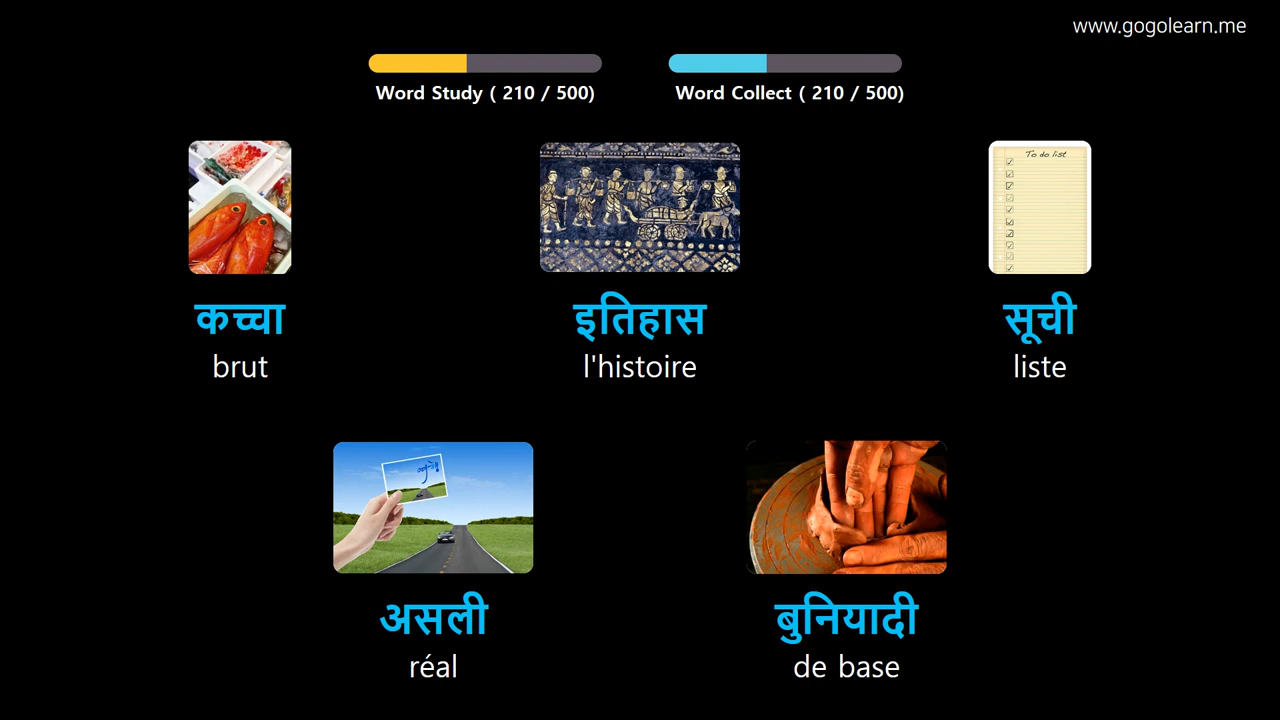 www.gogolearn.me
Word Study ( 210 / 500)
Word Collect ( 210 / 500)
To do list
कच्चा
brut
इतिहास
l'histoire
सूची
liste
असली
réal
बुनियादी
de base